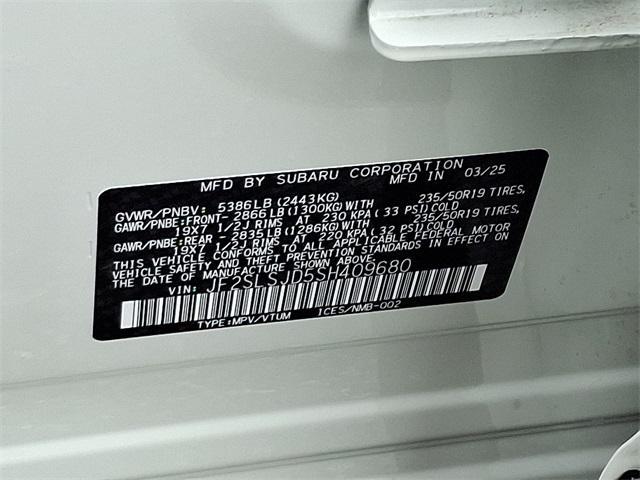 MFD BY SUBARU CORPORATION
MFD IN 03/25
GVWR/PNBV: 5386LB (2443KG)
GAWR/PNBE:FRONT- 2866LB(1300KG)WITH 235/50R19 TIRES,
19X7 1/2J RIMS AT 230 KPA( 33 PSI)COLD
GAWR/PNBE:REAR - 2835LB(1286KG)WITH 235/50R19 TIRES,
19X7 1/2J RIMS AT 220 KPA( 32 PSI)COLD
THIS VEHICLE CONFORMS TO ALL APPLICABLE FEDERAL MOTOR
VEHICLE SAFETY AND THEFT PREVENTION STANDARDS IN EFFECT ON
THE DATE OF MANUFACTURE SHOWN ABOVE.
VIN: JF2SLSJD5SH409680
TYPE:MPV/VTUM ICES/NMB-002